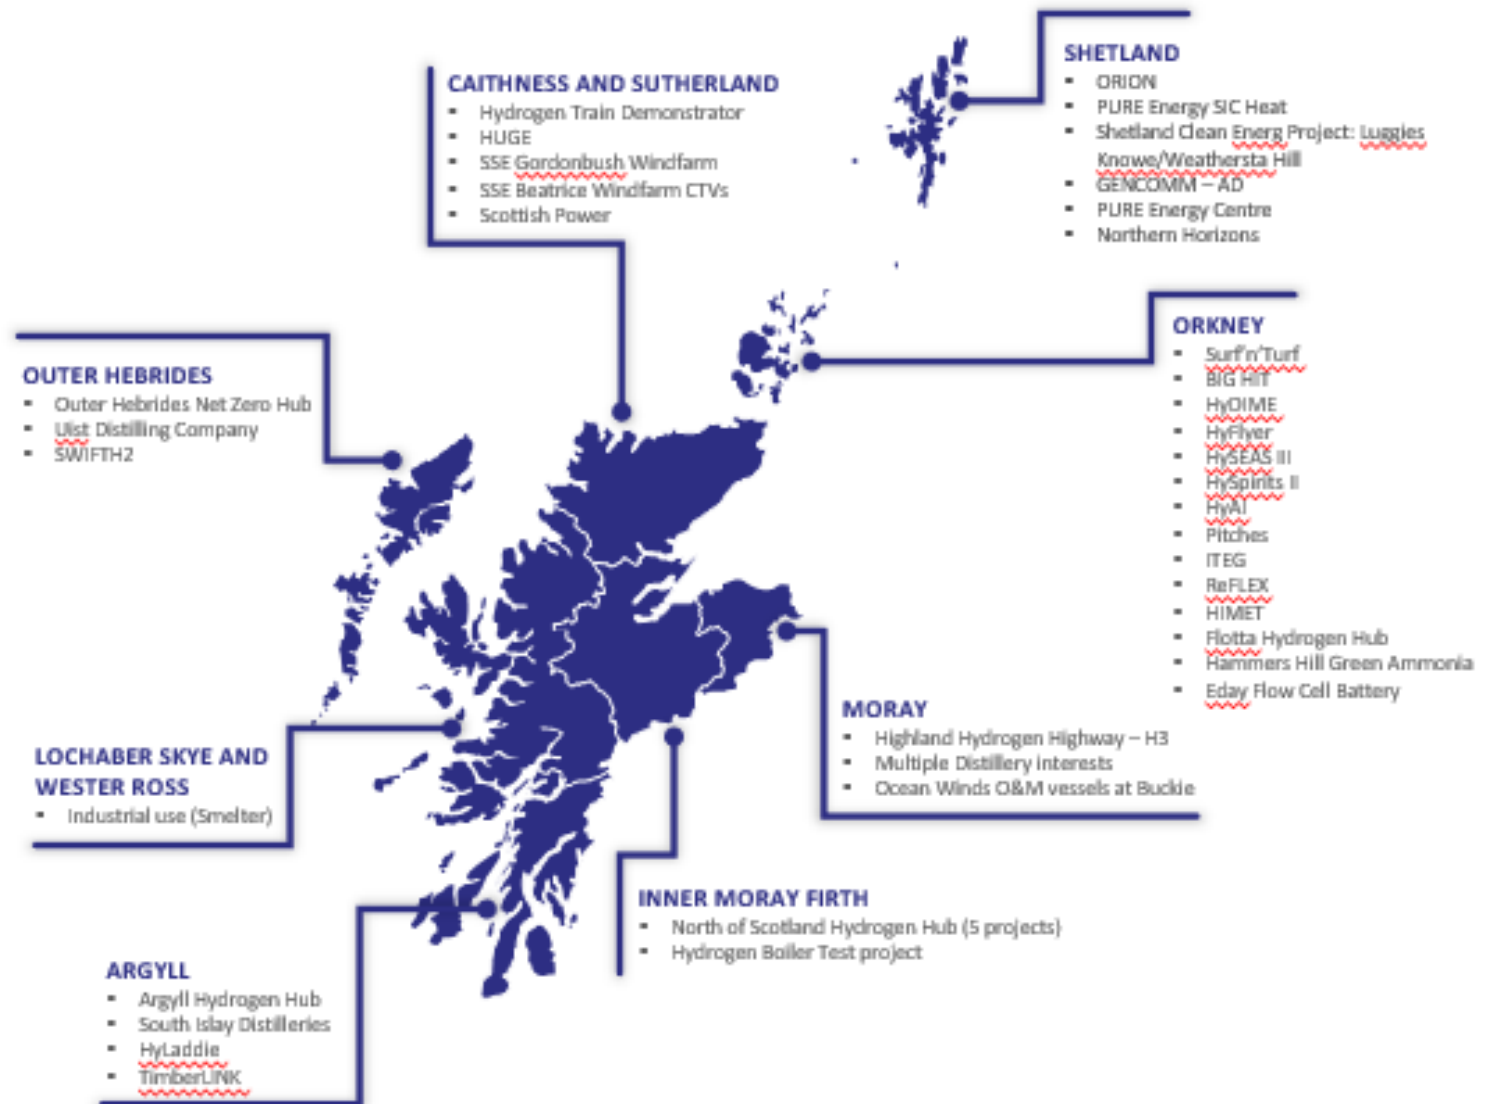 CAITHNESS AND SUTHERLAND
▪ Hydrogen Train Demonstrator
▪ HUGE
▪ SSE Gordonbush Windfarm
▪ SSE Beatrice Windfarm CTVs
▪ Scottish Power
SHETLAND
▪ ORION
▪ PURE Energy SIC Heat
▪ Shetland Clean Energ Project: Luggies
Knowe/Weathersta Hill
▪ GENCOMM – AD
▪ PURE Energy Centre
▪ Northern Horizons
OUTER HEBRIDES
▪ Outer Hebrides Net Zero Hub
▪ Uist Distilling Company
▪ SWIFTH2
ORKNEY
▪ Surf'n'Turf
▪ BIG HIT
▪ HyDIME
▪ HyFlyer
▪ HySEAS III
▪ HySpirits II
▪ HyAI
▪ Pitches
▪ ITEG
▪ ReFLEX
▪ HIMET
▪ Flotta Hydrogen Hub
▪ Hammers Hill Green Ammonia
▪ Eday Flow Cell Battery
LOCHABER SKYE AND
WESTER ROSS
▪ Industrial use (Smelter)
MORAY
▪ Highland Hydrogen Highway – H3
▪ Multiple Distillery interests
▪ Ocean Winds O&M vessels at Buckie
INNER MORAY FIRTH
▪ North of Scotland Hydrogen Hub (5 projects)
▪ Hydrogen Boiler Test project
ARGYLL
▪ Argyll Hydrogen Hub
▪ South Islay Distilleries
▪ HyLaddie
▪ TimberLINK